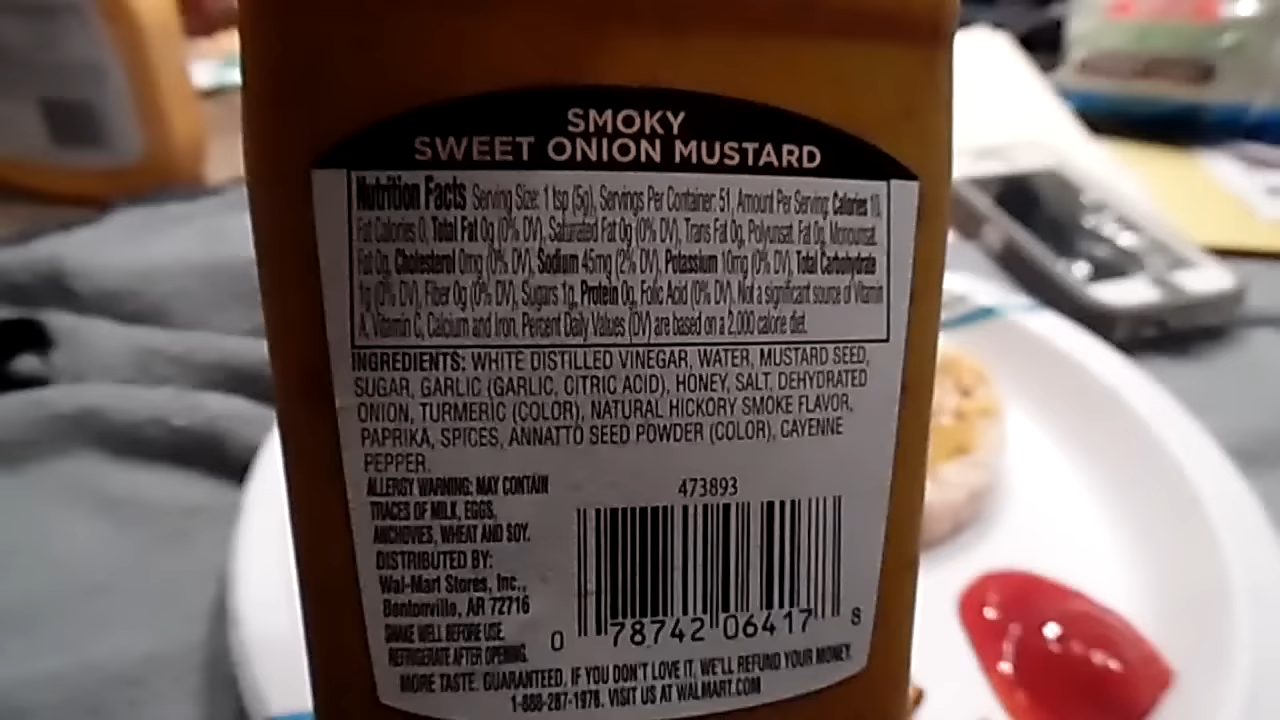 SMOKY
SWEET ONION MUSTARD
Nutrition Facts Serving Size: 1 tsp (5g), Servings Per Container: 51, Amount Per Serving: Calories 10,
Fat Calories 0, Total Fat 0g (0% DV), Saturated Fat 0g (0% DV), Trans Fat 0g, Polyunsat. Fat 0g, Monounsat.
Fat 0g, Cholesterol 0mg (0% DV), Sodium 45mg (2% DV), Potassium 10mg (0% DV), Total Carbohydrate
1g (0% DV), Fiber 0g (0% DV), Sugars 1g, Protein 0g, Folic Acid (0% DV), Not a significant source of Vitamin
A, Vitamin C, Calcium and Iron. Percent Daily Values (DV) are based on a 2,000 calorie diet.
INGREDIENTS: WHITE DISTILLED VINEGAR, WATER, MUSTARD SEED,
SUGAR, GARLIC (GARLIC, CITRIC ACID), HONEY, SALT, DEHYDRATED
ONION, TURMERIC (COLOR), NATURAL HICKORY SMOKE FLAVOR,
PAPRIKA, SPICES, ANNATTO SEED POWDER (COLOR), CAYENNE
PEPPER.
ALLERGY WARNING: MAY CONTAIN
TRACES OF MILK, EGGS,
ANCHOVIES, WHEAT AND SOY.
DISTRIBUTED BY:
Wal-Mart Stores, Inc.,
Bentonville, AR 72716
SHAKE WELL BEFORE USE.
REFRIGERATE AFTER OPENING.
473893
0 78742 06417 8
MORE TASTE. GUARANTEED. IF YOU DON'T LOVE IT, WE'LL REFUND YOUR MONEY.
1-888-287-1976. VISIT US AT WALMART.COM